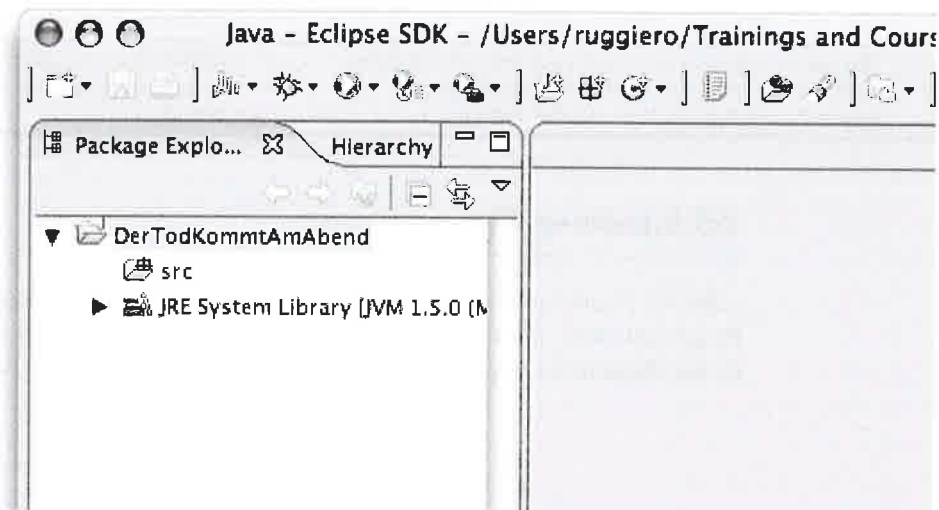 Java - Eclipse SDK - /Users/ruggiero/Trainings and Cours
Package Explo... Hierarchy
DerTodKommtAmAbend
src
JRE System Library [JVM 1.5.0 (M